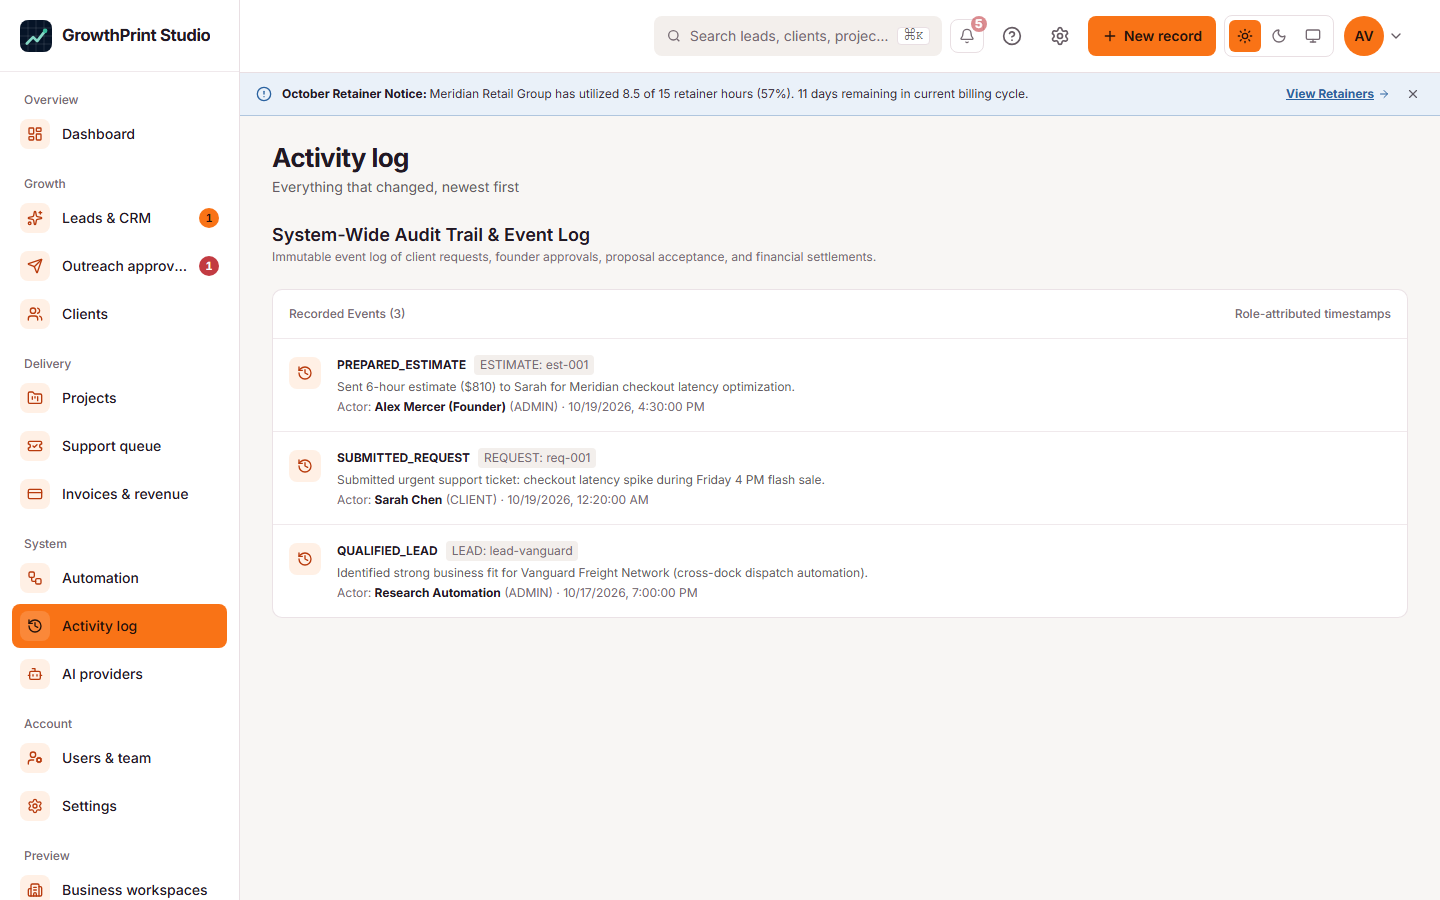 GrowthPrint Studio
Search leads, clients, projec...
⌘K
5
New record
AV
October Retainer Notice: Meridian Retail Group has utilized 8.5 of 15 retainer hours (57%). 11 days remaining in current billing cycle.
View Retainers →
Overview
Dashboard
Growth
Leads & CRM
1
Outreach approv...
1
Clients
Delivery
Projects
Support queue
Invoices & revenue
System
Automation
Activity log
AI providers
Account
Users & team
Settings
Preview
Business workspaces
Activity log
Everything that changed, newest first
System-Wide Audit Trail & Event Log
Immutable event log of client requests, founder approvals, proposal acceptance, and financial settlements.
Recorded Events (3)
Role-attributed timestamps
PREPARED_ESTIMATE ESTIMATE: est-001
Sent 6-hour estimate ($810) to Sarah for Meridian checkout latency optimization.
Actor: Alex Mercer (Founder) (ADMIN) · 10/19/2026, 4:30:00 PM
SUBMITTED_REQUEST REQUEST: req-001
Submitted urgent support ticket: checkout latency spike during Friday 4 PM flash sale.
Actor: Sarah Chen (CLIENT) · 10/19/2026, 12:20:00 AM
QUALIFIED_LEAD LEAD: lead-vanguard
Identified strong business fit for Vanguard Freight Network (cross-dock dispatch automation).
Actor: Research Automation (ADMIN) · 10/17/2026, 7:00:00 PM